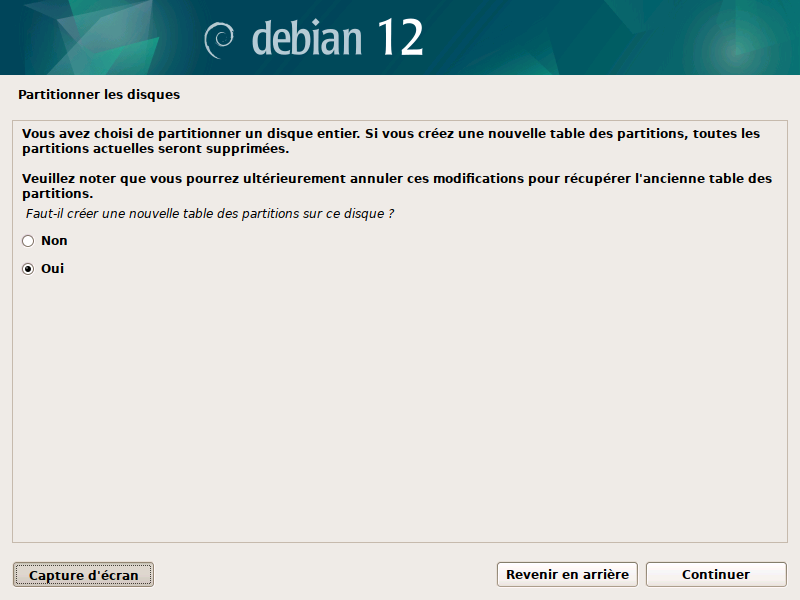 debian 12
Partitionner les disques
Vous avez choisi de partitionner un disque entier. Si vous créez une nouvelle table des partitions, toutes les
partitions actuelles seront supprimées.
Veuillez noter que vous pourrez ultérieurement annuler ces modifications pour récupérer l'ancienne table des
partitions.
Faut-il créer une nouvelle table des partitions sur ce disque ?
Non
Oui
Capture d'écran
Revenir en arrière
Continuer